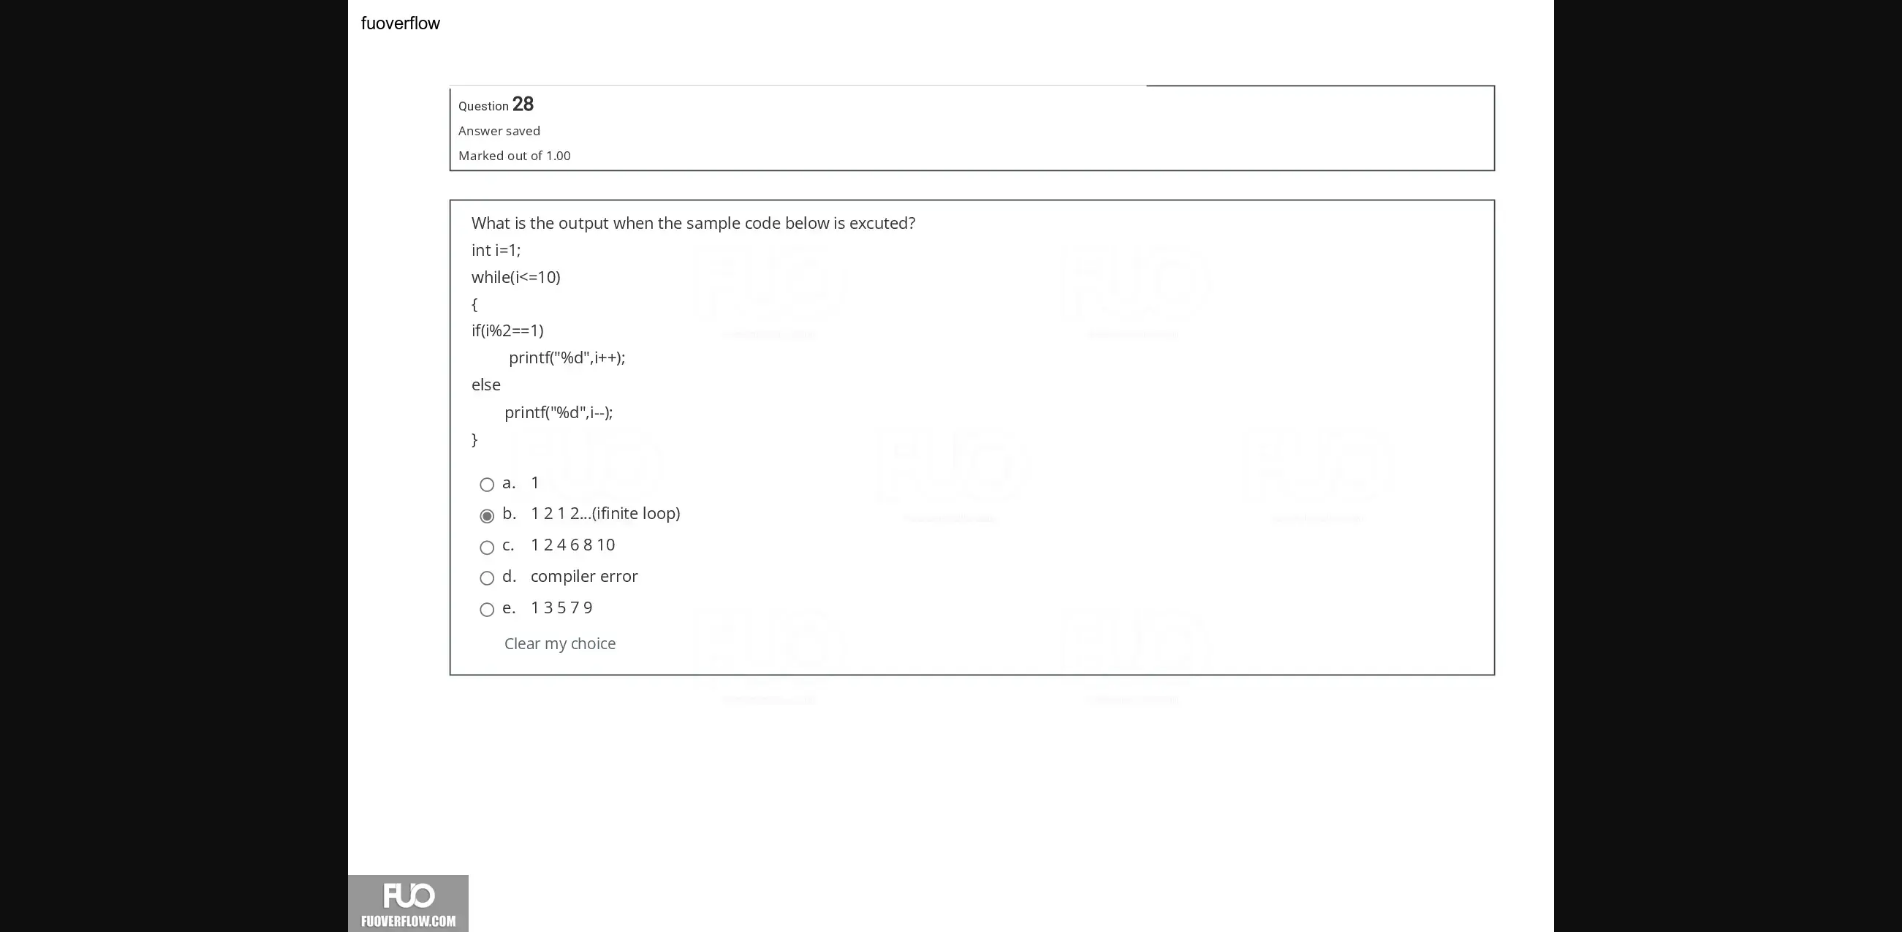 fuoverflow
Question 28
Answer saved
Marked out of 1.00
What is the output when the sample code below is excuted?
int i=1;
while(i<=10)
{
if(i%2==1)
printf("%d",i++);
else
printf("%d",i--);
}
a. 1
b. 1 2 1 2...(ifinite loop)
c. 1 2 4 6 8 10
d. compiler error
e. 1 3 5 7 9
Clear my choice
FUO
FUOVERFLOW.COM